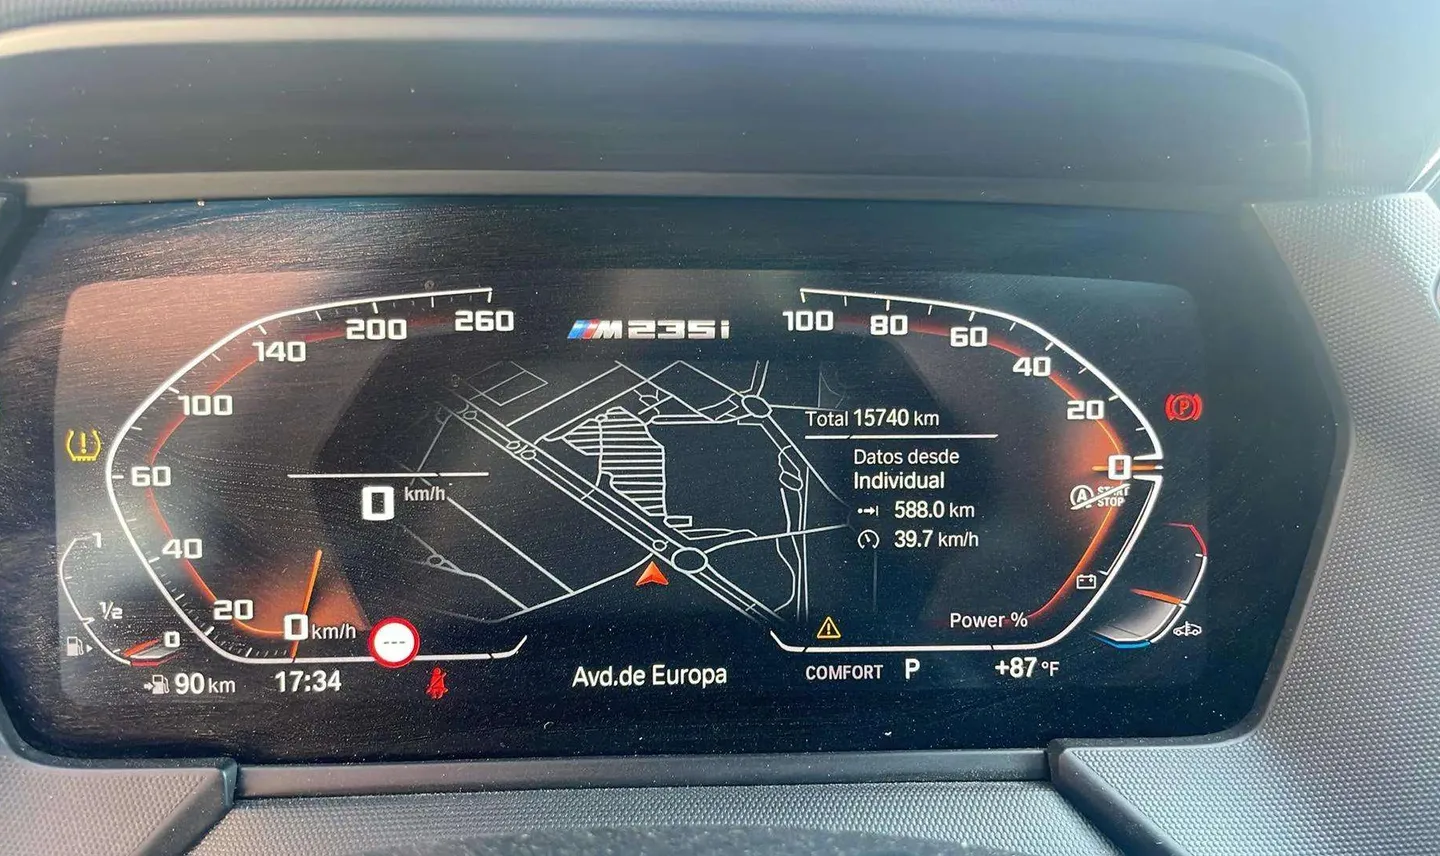 260
200
140
100
60
40
20
0 km/h
M235i
100
80
60
40
20
0
P
Total 15740 km
Datos desde
Individual
588.0 km
39.7 km/h
0 km/h
A START STOP
1
1/2
0
Power %
---
90 km
17:34
Avd.de Europa
COMFORT P
+87 °F